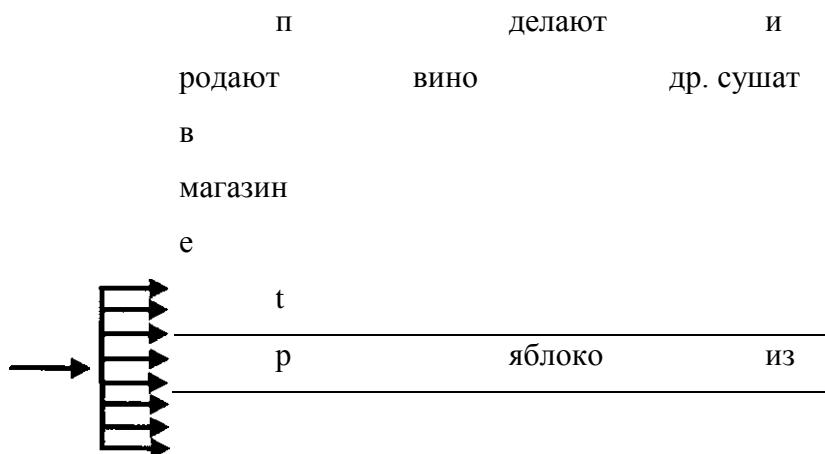 п делают и
родают вино др. сушат
в
магазин
е
t
р яблоко из